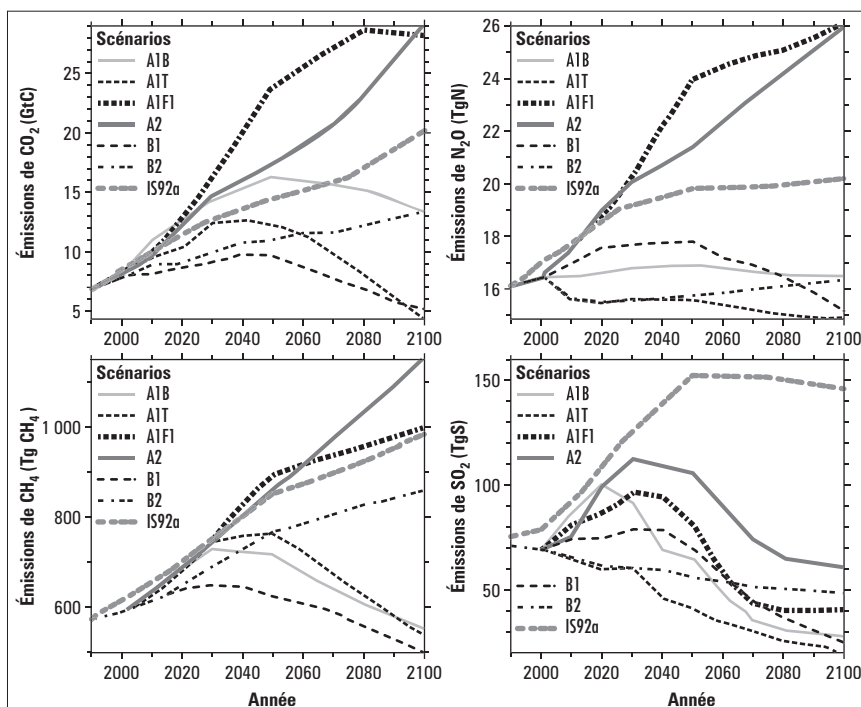 Émissions de CO₂ (GtC)
Scénarios
A1B
A1T
A1F1
A2
B1
B2
IS92a
25
20
15
10
5
2000 2020 2040 2060 2080 2100
Émissions de N₂O (TgN)
26
24
22
20
18
16
Scénarios
A1B
A1T
A1F1
A2
B1
B2
IS92a
2000 2020 2040 2060 2080 2100
Émissions de CH₄ (Tg CH₄)
Scénarios
A1B
A1T
A1F1
A2
B1
B2
IS92a
1 000
800
600
2000 2020 2040 2060 2080 2100
Année
Émissions de SO₂ (TgS)
150
100
50
Scénarios
A1B
A1T
A1F1
A2
B1
B2
IS92a
2000 2020 2040 2060 2080 2100
Année